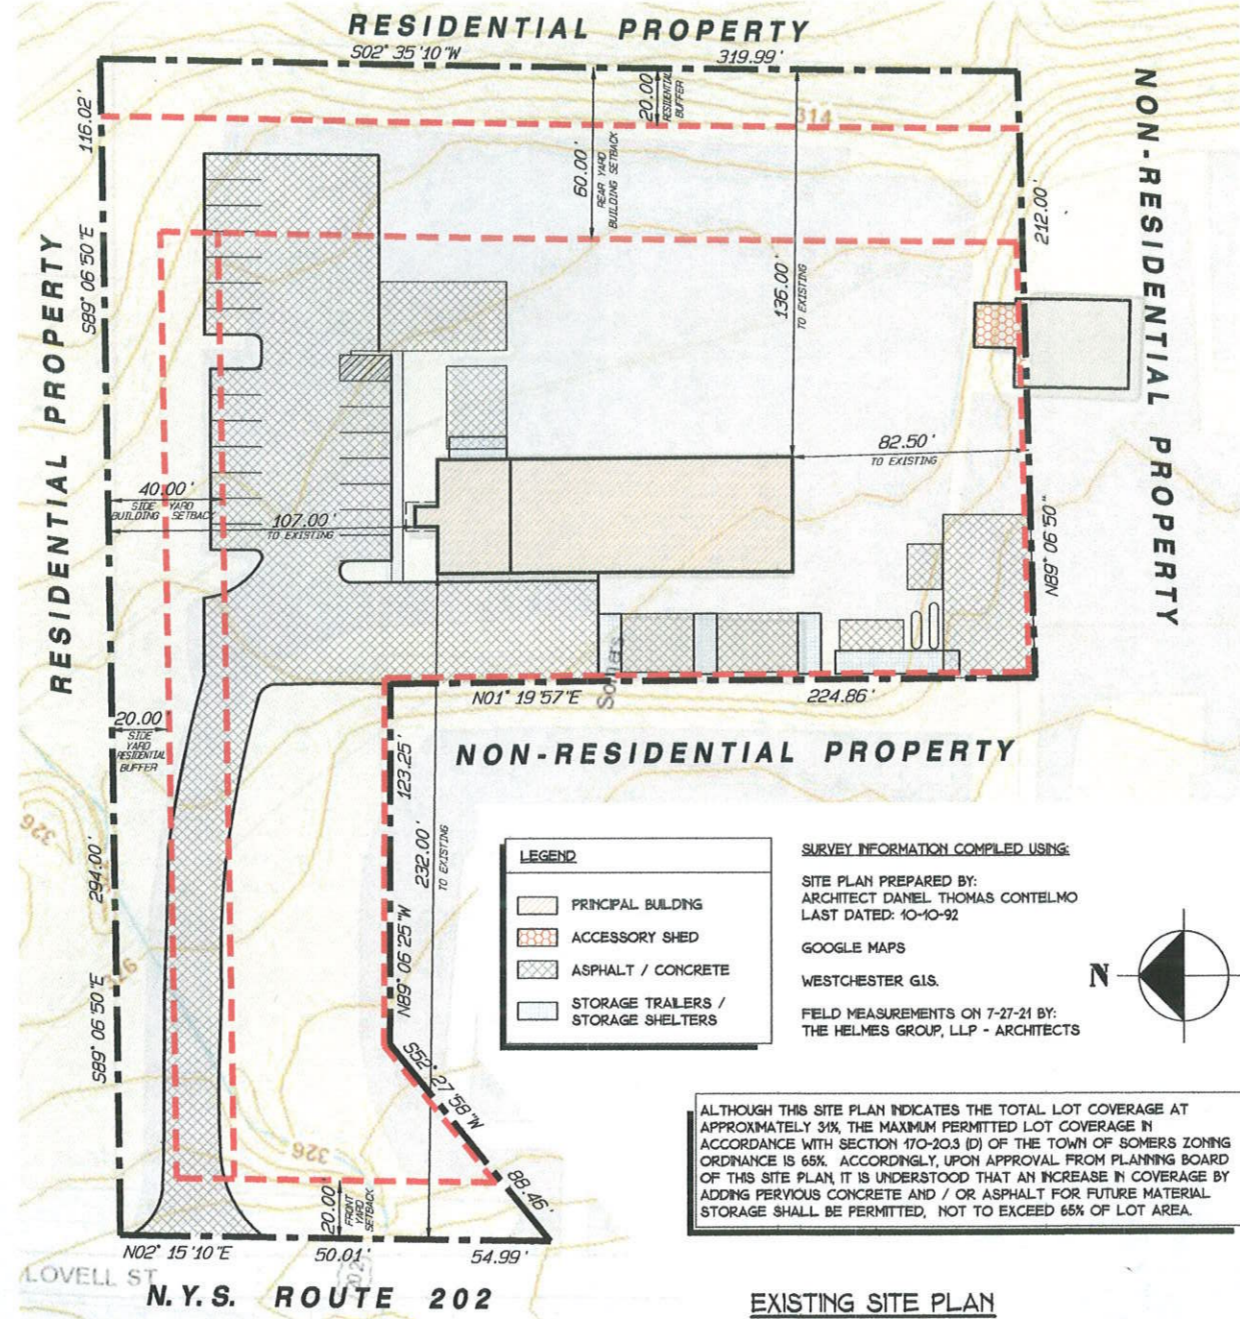 RESIDENTIAL PROPERTY
S02° 35'10"W
319.99'
20.00
RESIDENTIAL
BUFFER
314
116.02'
60.00'
REAR YARD
BUILDING SETBACK
136.00'
TO EXISTING
212.00'
NON-RESIDENTIAL PROPERTY
RESIDENTIAL PROPERTY
S89° 06'50"E
82.50'
TO EXISTING
40.00'
SIDE YARD
BUILDING SETBACK
107.00'
TO EXISTING
N89° 06'50"
Somers
N01° 19'57"E
224.86'
20.00
SIDE
YARD
RESIDENTIAL
BUFFER
NON-RESIDENTIAL PROPERTY
123.25'
232.00'
TO EXISTING
326
294.00'
N89° 06'25"W
326
S89° 06'50"E
S52° 27'58"W
88.46'
326
20.00'
FRONT
YARD
SETBACK
N02° 15'10"E
50.01'
54.99'
LOVELL ST
202
N.Y.S. ROUTE 202
LEGEND
PRINCIPAL BUILDING
ACCESSORY SHED
ASPHALT / CONCRETE
STORAGE TRAILERS /
STORAGE SHELTERS
SURVEY INFORMATION COMPILED USING:
SITE PLAN PREPARED BY:
ARCHITECT DANIEL THOMAS CONTELMO
LAST DATED: 10-10-92
GOOGLE MAPS
WESTCHESTER G.I.S.
FIELD MEASUREMENTS ON 7-27-21 BY:
THE HELMES GROUP, LLP - ARCHITECTS
N
ALTHOUGH THIS SITE PLAN INDICATES THE TOTAL LOT COVERAGE AT
APPROXIMATELY 31%, THE MAXIMUM PERMITTED LOT COVERAGE IN
ACCORDANCE WITH SECTION 170-20.3 (D) OF THE TOWN OF SOMERS ZONING
ORDINANCE IS 65%. ACCORDINGLY, UPON APPROVAL FROM PLANNING BOARD
OF THIS SITE PLAN, IT IS UNDERSTOOD THAT AN INCREASE IN COVERAGE BY
ADDING PERVIOUS CONCRETE AND / OR ASPHALT FOR FUTURE MATERIAL
STORAGE SHALL BE PERMITTED, NOT TO EXCEED 65% OF LOT AREA.
EXISTING SITE PLAN